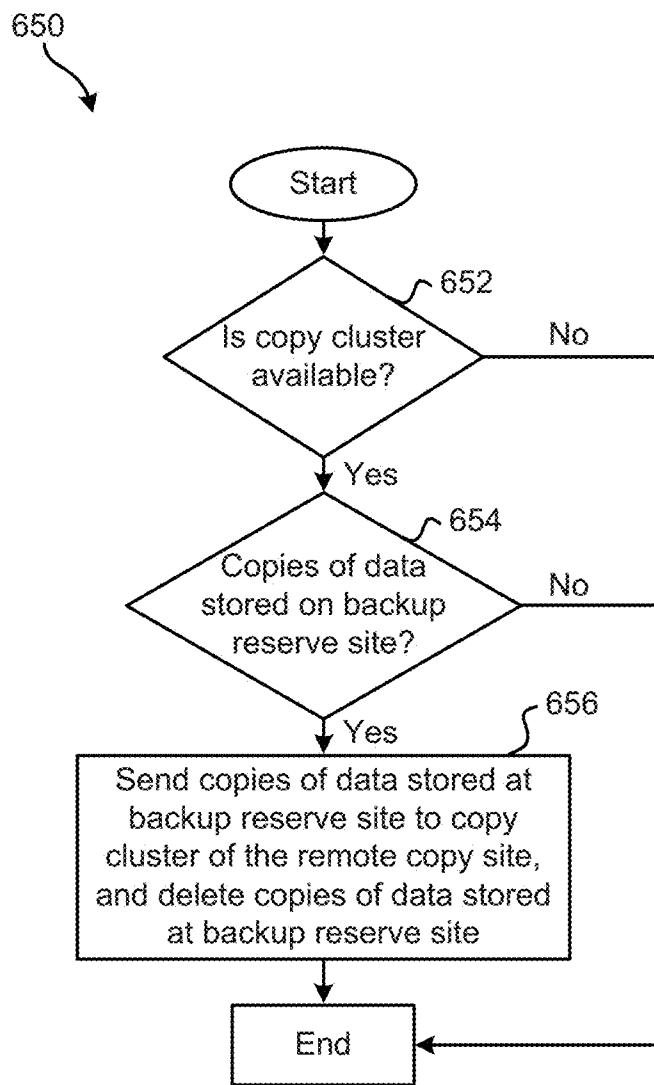 650
Start
652
Is copy cluster
available?
No
Yes
654
Copies of data
stored on backup
reserve site?
No
Yes
656
Send copies of data stored at
backup reserve site to copy
cluster of the remote copy site,
and delete copies of data stored
at backup reserve site
End